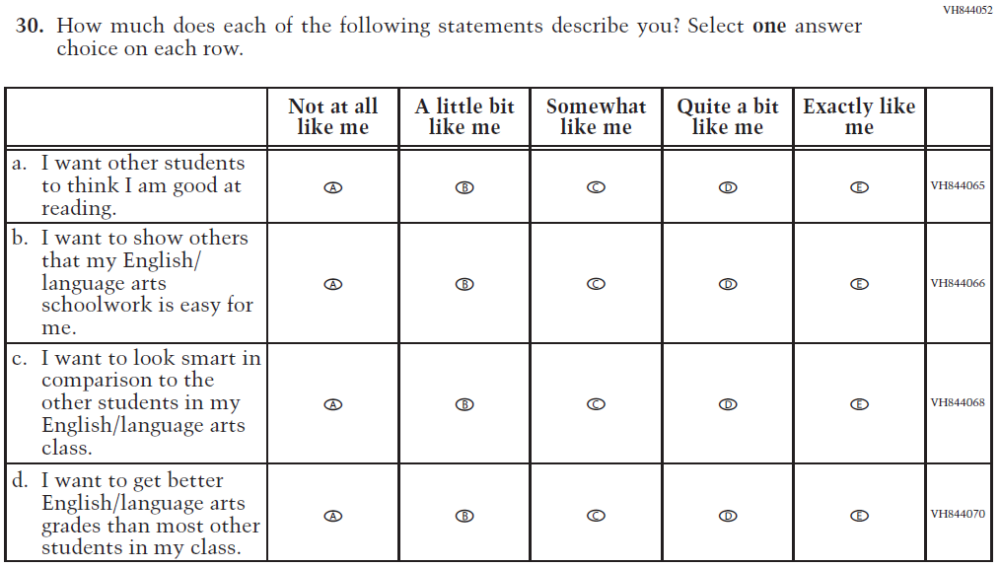 VH844052
30. How much does each of the following statements describe you? Select one answer
choice on each row.
Not at all
like me
A little bit
like me
Somewhat
like me
Quite a bit
like me
Exactly like
me
a. I want other students
to think I am good at
reading.
A B C D E VH844065
b. I want to show others
that my English/
language arts
schoolwork is easy for
me.
A B C D E VH844066
c. I want to look smart in
comparison to the
other students in my
English/language arts
class.
A B C D E VH844068
d. I want to get better
English/language arts
grades than most other
students in my class.
A B C D E VH844070